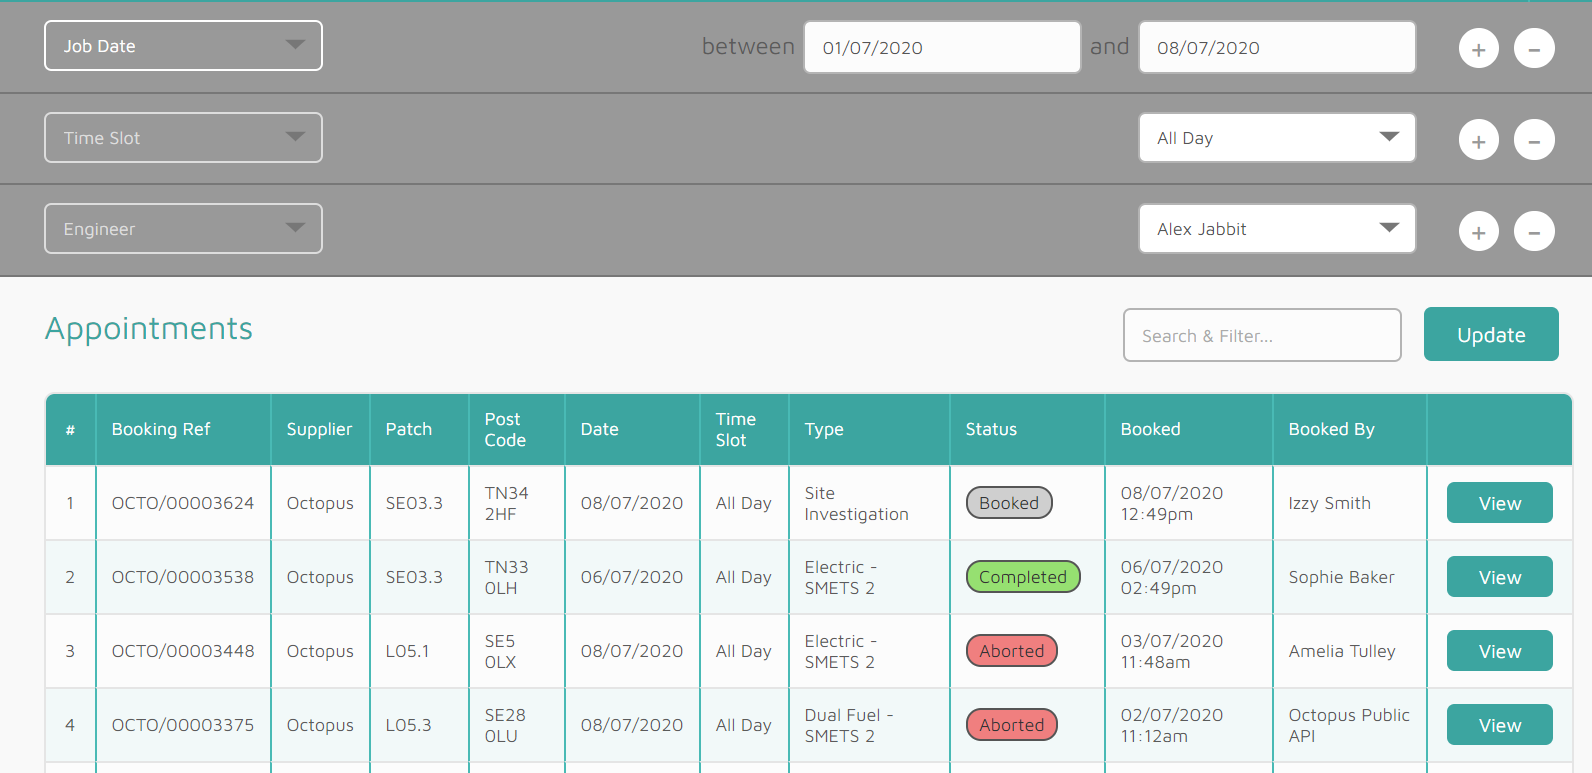 Job Date between 01/07/2020 and 08/07/2020 + -
Time Slot All Day + -
Engineer Alex Jabbit + -
Appointments Search & Filter... Update
# Booking Ref Supplier Patch Post Code Date Time Slot Type Status Booked Booked By
1 OCTO/00003624 Octopus SE03.3 TN34 2HF 08/07/2020 All Day Site Investigation Booked 08/07/2020 12:49pm Izzy Smith View
2 OCTO/00003538 Octopus SE03.3 TN33 0LH 06/07/2020 All Day Electric - SMETS 2 Completed 06/07/2020 02:49pm Sophie Baker View
3 OCTO/00003448 Octopus L05.1 SE5 0LX 08/07/2020 All Day Electric - SMETS 2 Aborted 03/07/2020 11:48am Amelia Tulley View
4 OCTO/00003375 Octopus L05.3 SE28 0LU 08/07/2020 All Day Dual Fuel - SMETS 2 Aborted 02/07/2020 11:12am Octopus Public API View